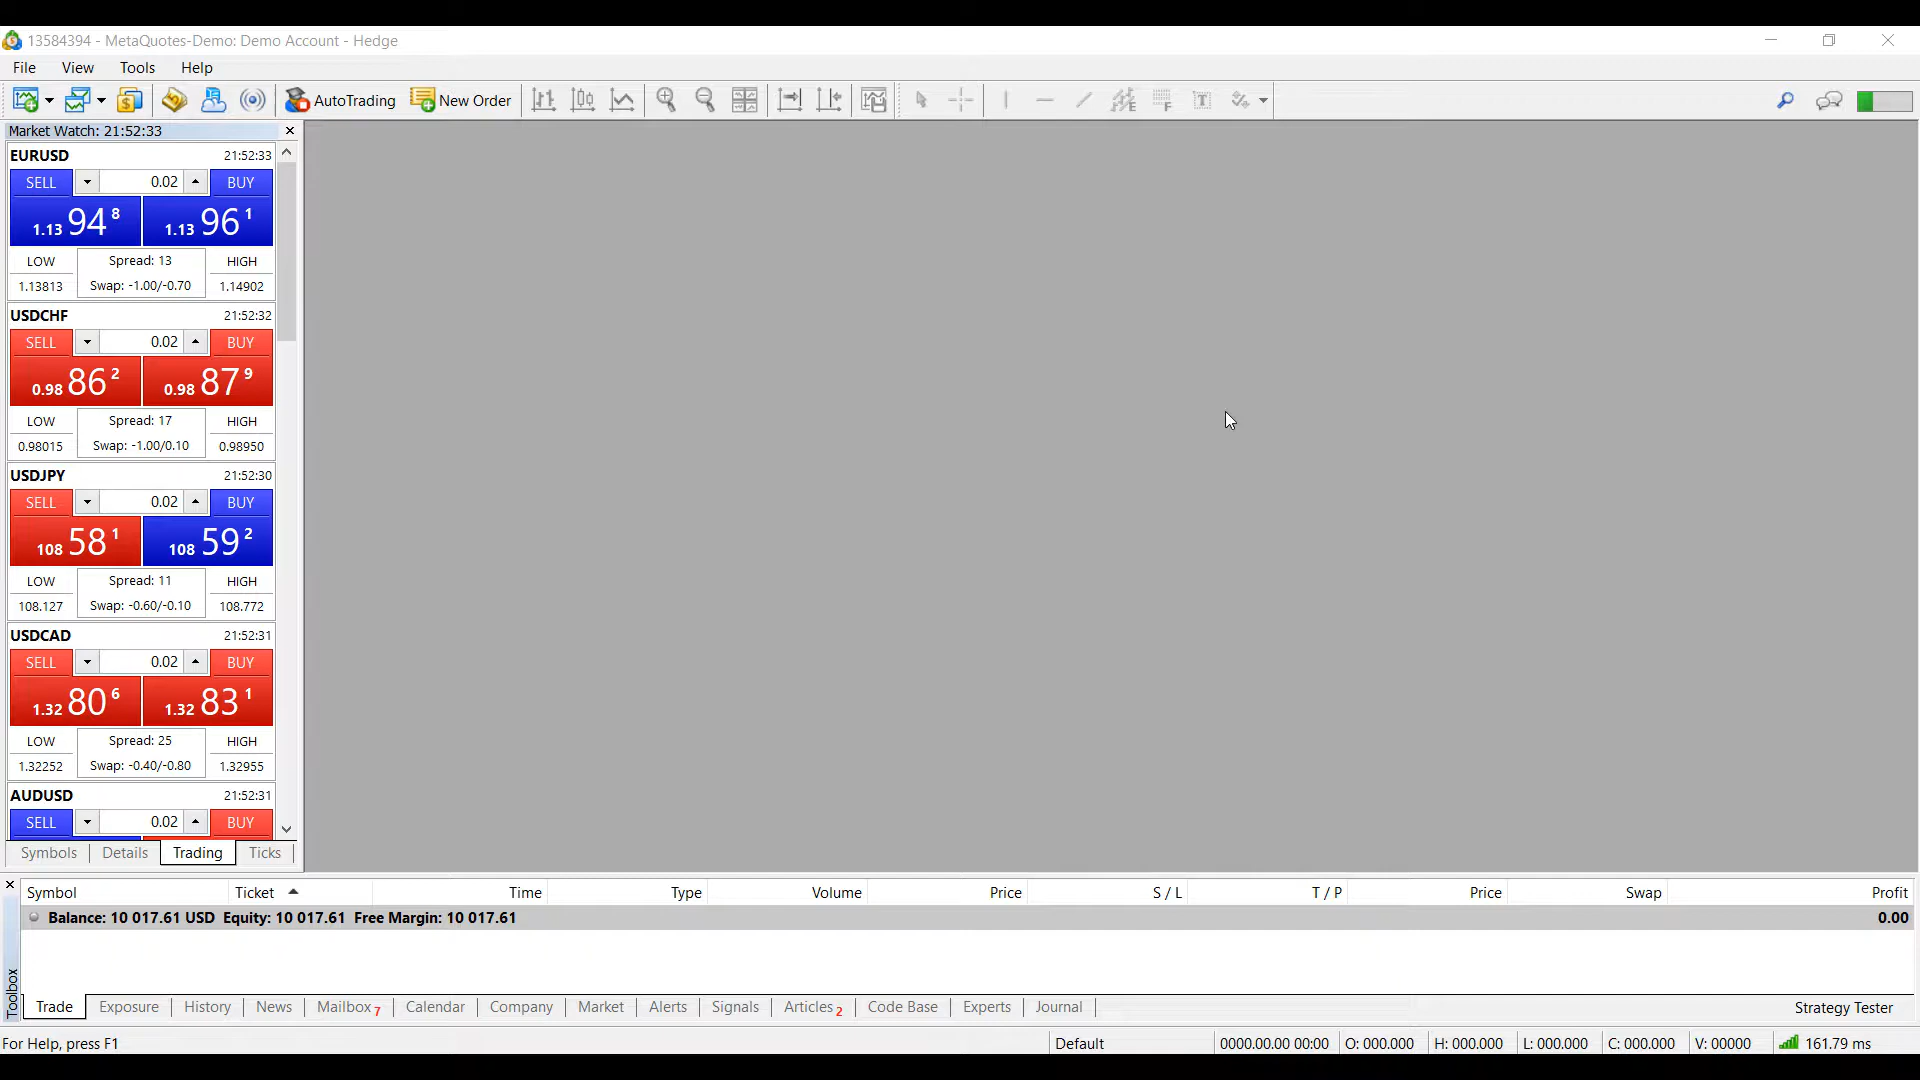 13584394 - MetaQuotes-Demo: Demo Account - Hedge
File View Tools Help
AutoTrading New Order
Market Watch: 21:52:33
EURUSD 21:52:33
SELL 0.02 BUY
1.13 94 8 1.13 96 1
LOW Spread: 13 HIGH
1.13813 Swap: -1.00/-0.70 1.14902
USDCHF 21:52:32
SELL 0.02 BUY
0.98 86 2 0.98 87 9
LOW Spread: 17 HIGH
0.98015 Swap: -1.00/0.10 0.98950
USDJPY 21:52:30
SELL 0.02 BUY
108 58 1 108 59 2
LOW Spread: 11 HIGH
108.127 Swap: -0.60/-0.10 108.772
USDCAD 21:52:31
SELL 0.02 BUY
1.32 80 6 1.32 83 1
LOW Spread: 25 HIGH
1.32252 Swap: -0.40/-0.80 1.32955
AUDUSD 21:52:31
SELL 0.02 BUY
Symbols Details Trading Ticks
Symbol Ticket Time Type Volume Price S / L T / P Price Swap Profit
Balance: 10 017.61 USD Equity: 10 017.61 Free Margin: 10 017.61 0.00
Toolbox
Trade Exposure History News Mailbox 7 Calendar Company Market Alerts Signals Articles 2 Code Base Experts Journal Strategy Tester
For Help, press F1 Default 0000.00.00 00:00 O: 000.000 H: 000.000 L: 000.000 C: 000.000 V: 00000 161.79 ms